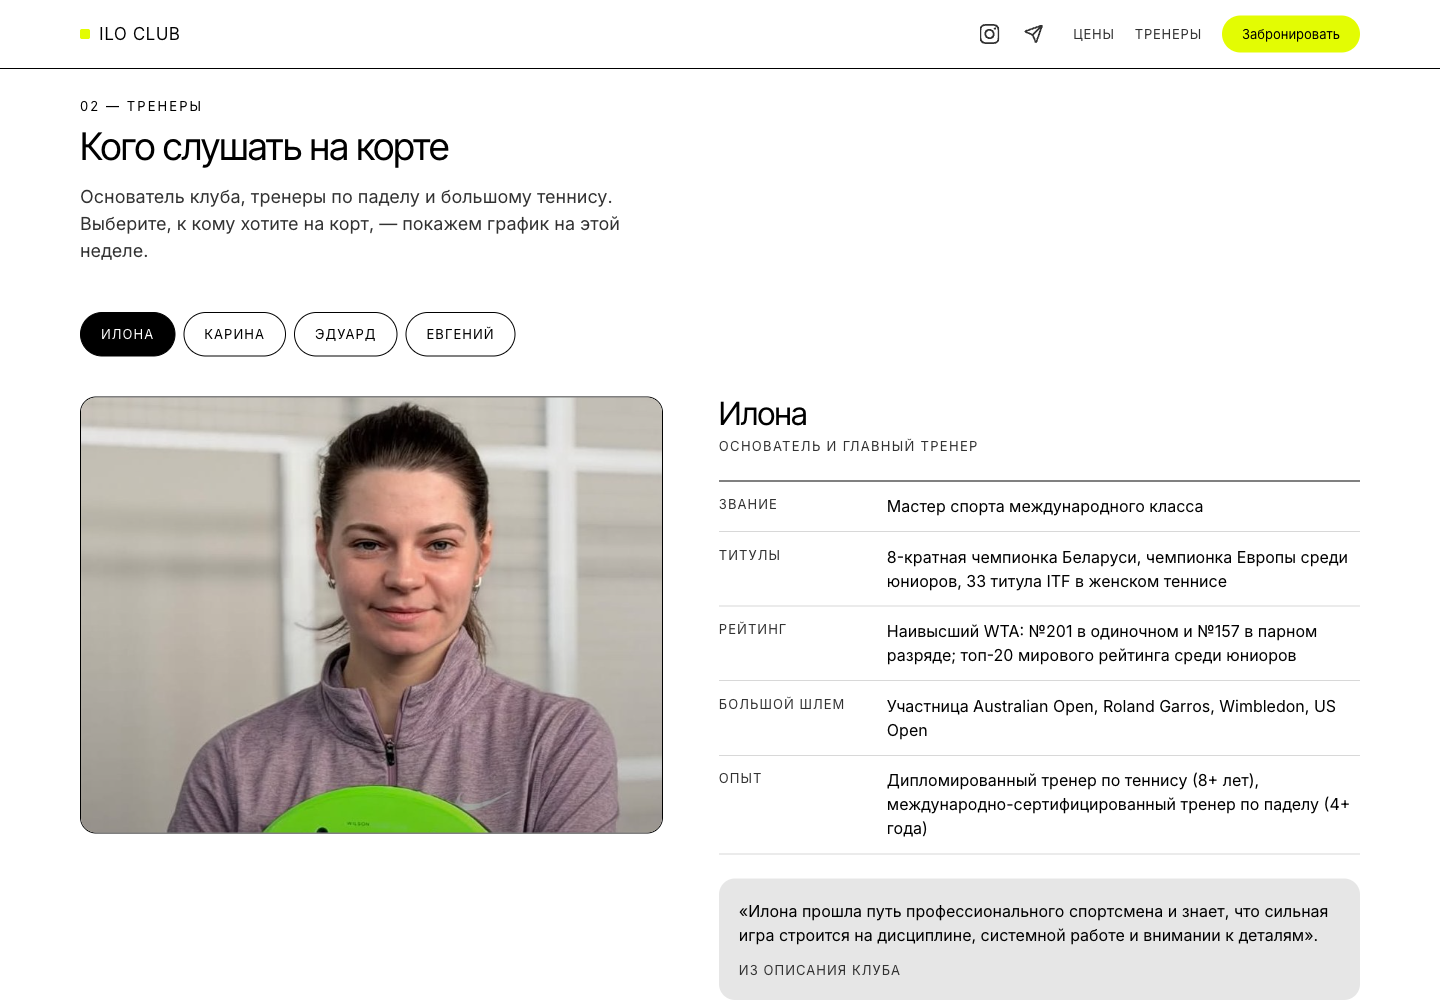 ILO CLUB
ЦЕНЫ
ТРЕНЕРЫ
Забронировать
02 — ТРЕНЕРЫ
Кого слушать на корте
Основатель клуба, тренеры по паделу и большому теннису.
Выберите, к кому хотите на корт, — покажем график на этой
неделе.
ИЛОНА
КАРИНА
ЭДУАРД
ЕВГЕНИЙ
WILSON
Илона
ОСНОВАТЕЛЬ И ГЛАВНЫЙ ТРЕНЕР
ЗВАНИЕ
Мастер спорта международного класса
ТИТУЛЫ
8-кратная чемпионка Беларуси, чемпионка Европы среди
юниоров, 33 титула ITF в женском теннисе
РЕЙТИНГ
Наивысший WTA: №201 в одиночном и №157 в парном
разряде; топ-20 мирового рейтинга среди юниоров
БОЛЬШОЙ ШЛЕМ
Участница Australian Open, Roland Garros, Wimbledon, US
Open
ОПЫТ
Дипломированный тренер по теннису (8+ лет),
международно-сертифицированный тренер по паделу (4+
года)
«Илона прошла путь профессионального спортсмена и знает, что сильная
игра строится на дисциплине, системной работе и внимании к деталям».
ИЗ ОПИСАНИЯ КЛУБА